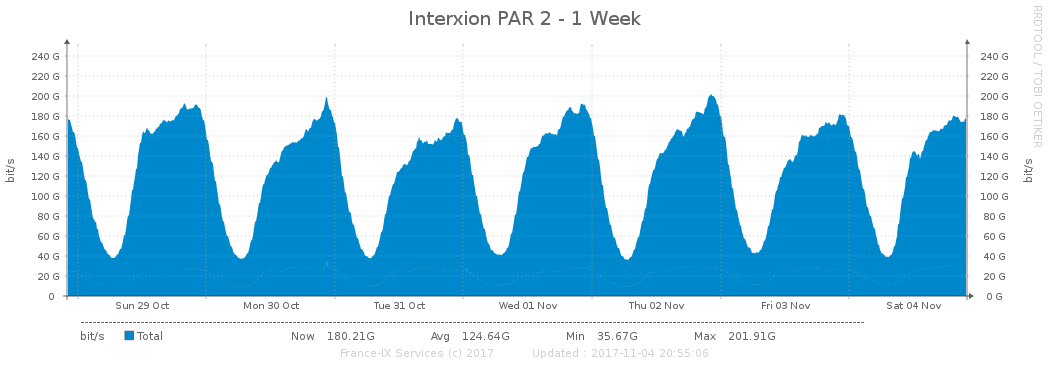 Interxion PAR 2 - 1 Week
RRDTOOL / TOBI OETIKER
bit/s
240 G 240 G
220 G 220 G
200 G 200 G
180 G 180 G
160 G 160 G
140 G 140 G
120 G 120 G
100 G 100 G
80 G 80 G
60 G 60 G
40 G 40 G
20 G 20 G
0 0 G
bit/s
Sun 29 Oct Mon 30 Oct Tue 31 Oct Wed 01 Nov Thu 02 Nov Fri 03 Nov Sat 04 Nov
bit/s Total Now 180.21G Avg 124.64G Min 35.67G Max 201.91G
France-IX Services (c) 2017 Updated : 2017-11-04 20:55:06